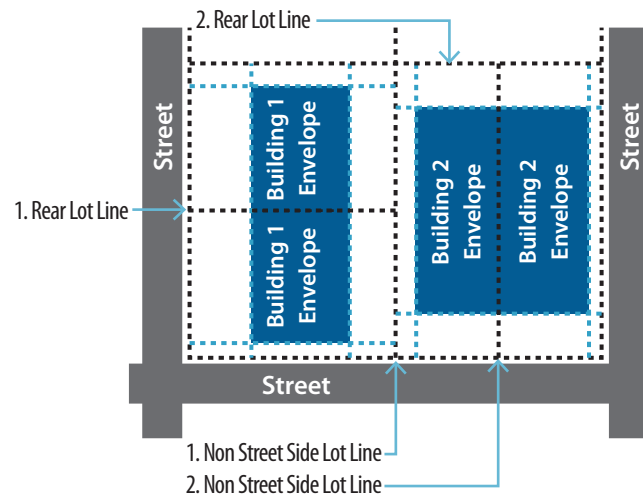 2. Rear Lot Line
Street
Building 1
Envelope
Building 2
Envelope
Building 2
Envelope
Street
1. Rear Lot Line
Building 1
Envelope
Street
1. Non Street Side Lot Line
2. Non Street Side Lot Line